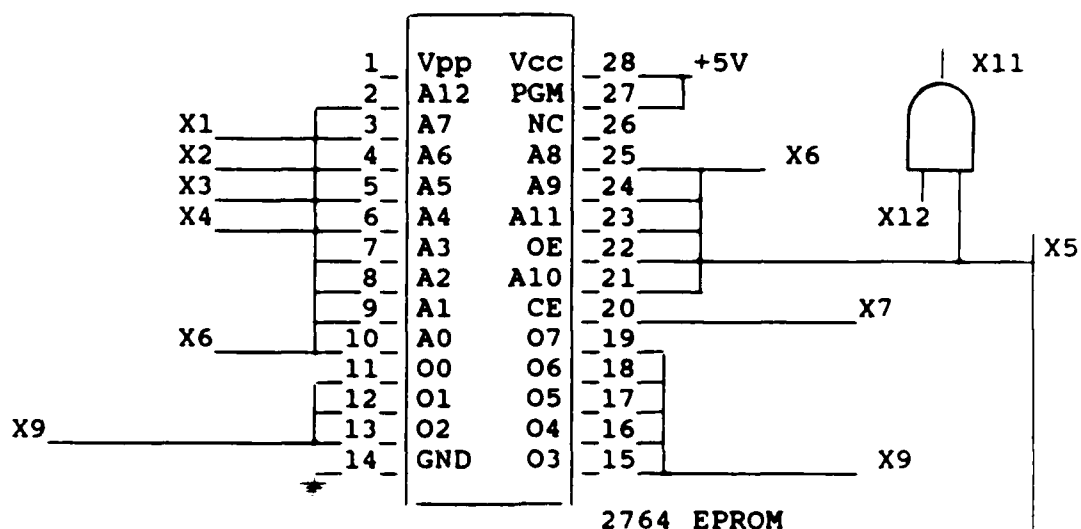 1 Vpp Vcc 28 +5V X11
2 A12 PGM 27
X1 3 A7 NC 26
X2 4 A6 A8 25 X6
X3 5 A5 A9 24
X4 6 A4 A11 23 X12
7 A3 OE 22 X5
8 A2 A10 21
9 A1 CE 20 X7
X6 10 A0 O7 19
11 O0 O6 18
12 O1 O5 17
X9 13 O2 O4 16
14 GND O3 15 X9
2764 EPROM